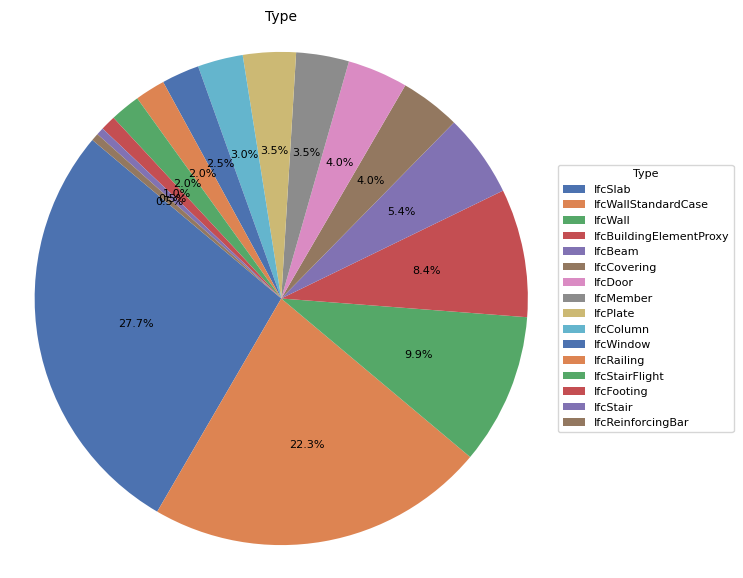 Type
3.5%
3.5%
3.0%
4.0%
2.5%
2.0%
4.0%
2.0%
1.0%
0.5%
0.5%
5.4%
8.4%
27.7%
9.9%
22.3%
Type
IfcSlab
IfcWallStandardCase
IfcWall
IfcBuildingElementProxy
IfcBeam
IfcCovering
IfcDoor
IfcMember
IfcPlate
IfcColumn
IfcWindow
IfcRailing
IfcStairFlight
IfcFooting
IfcStair
IfcReinforcingBar